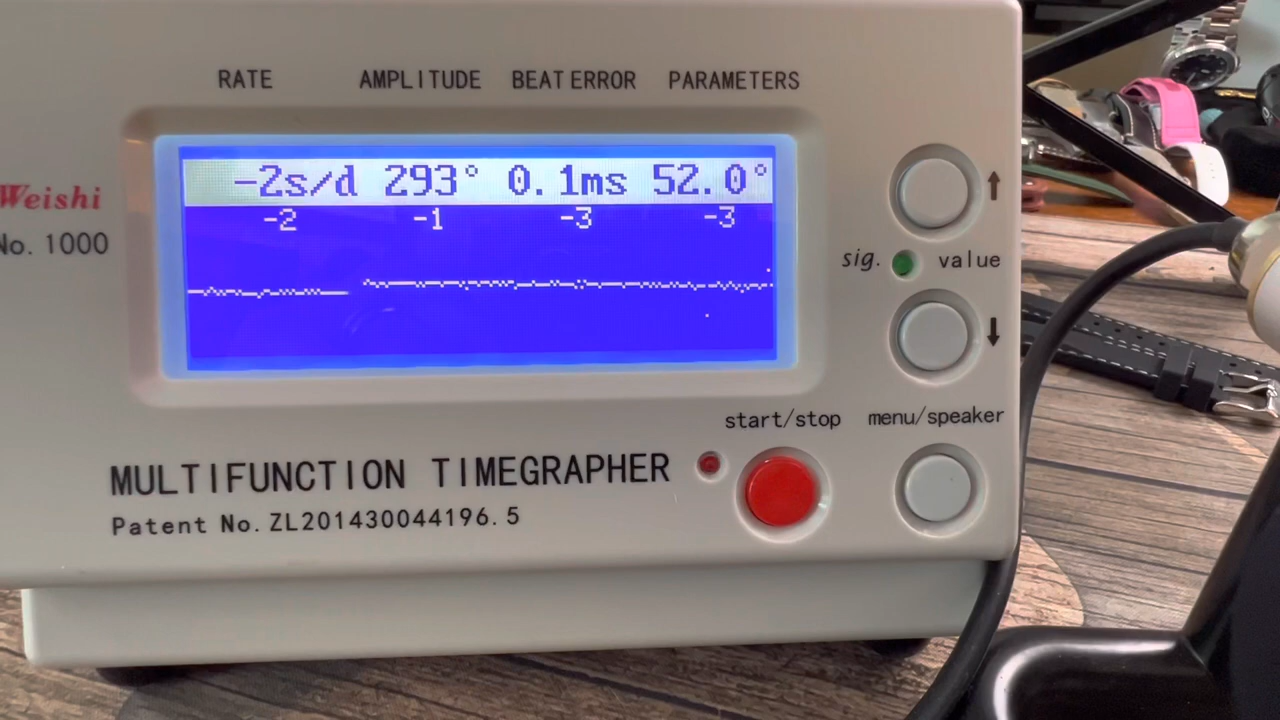 RATE AMPLITUDE BEAT ERROR PARAMETERS
-2s/d 293° 0.1ms 52.0°
-2 -1 -3 -3
Weishi
No. 1000
↑
sig. value
↓
start/stop menu/speaker
MULTIFUNCTION TIMEGRAPHER
Patent No. ZL201430044196.5